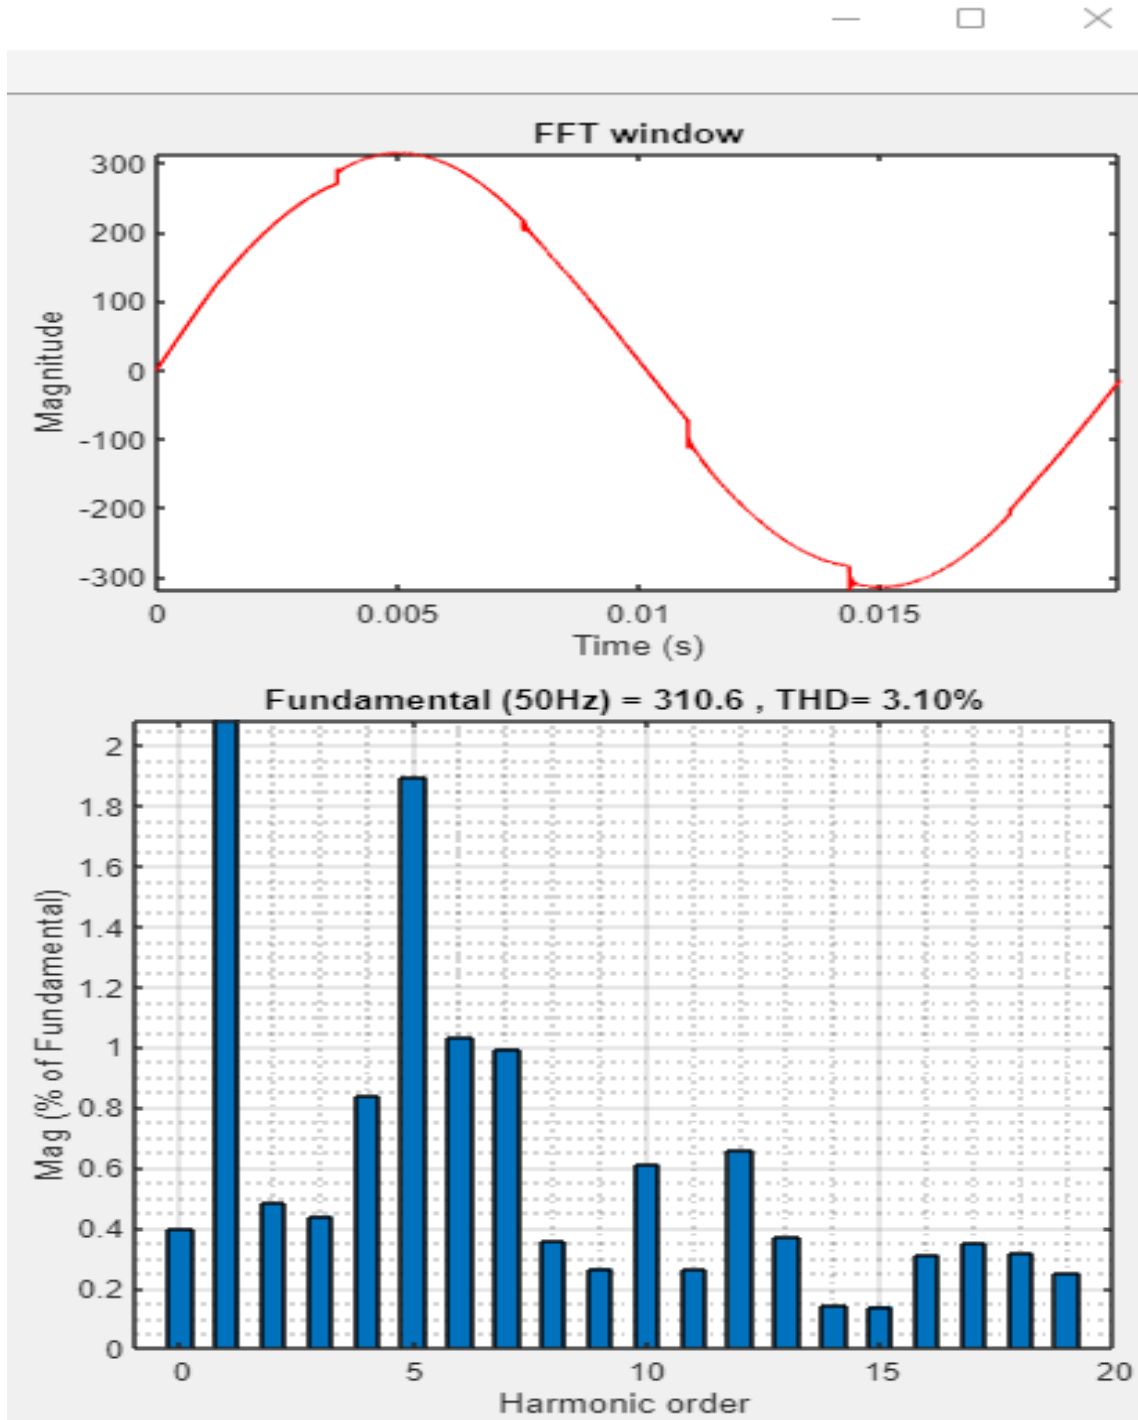 FFT window
300
200
100
0
-100
-200
-300
Magnitude
0 0.005 0.01 0.015
Time (s)
Fundamental (50Hz) = 310.6 , THD= 3.10%
2
1.8
1.6
1.4
1.2
1
0.8
0.6
0.4
0.2
0
Mag (% of Fundamental)
0 5 10 15 20
Harmonic order